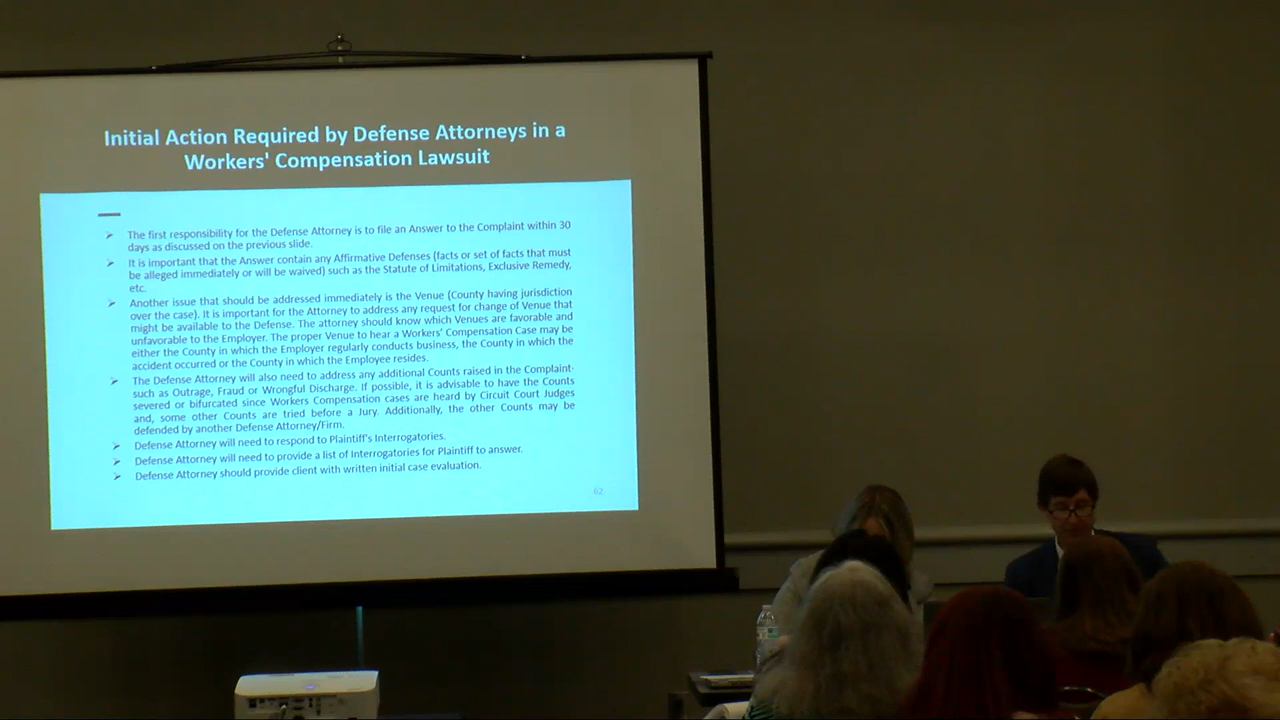 Initial Action Required by Defense Attorneys in a
Workers' Compensation Lawsuit
➢ The first responsibility for the Defense Attorney is to file an Answer to the Complaint within 30
days as discussed on the previous slide.
➢ It is important that the Answer contain any Affirmative Defenses (facts or set of facts that must
be alleged immediately or will be waived) such as the Statute of Limitations, Exclusive Remedy,
etc.
➢ Another issue that should be addressed immediately is the Venue (County having jurisdiction
over the case). It is important for the Attorney to address any request for change of Venue that
might be available to the Defense. The attorney should know which Venues are favorable and
unfavorable to the Employer. The proper Venue to hear a Workers' Compensation Case may be
either the County in which the Employer regularly conducts business, the County in which the
accident occurred or the County in which the Employee resides.
➢ The Defense Attorney will also need to address any additional Counts raised in the Complaint-
such as Outrage, Fraud or Wrongful Discharge. If possible, it is advisable to have the Counts
severed or bifurcated since Workers Compensation cases are heard by Circuit Court Judges
and, some other Counts are tried before a Jury. Additionally, the other Counts may be
defended by another Defense Attorney/Firm.
➢ Defense Attorney will need to respond to Plaintiff's Interrogatories.
➢ Defense Attorney will need to provide a list of Interrogatories for Plaintiff to answer.
➢ Defense Attorney should provide client with written initial case evaluation.
62